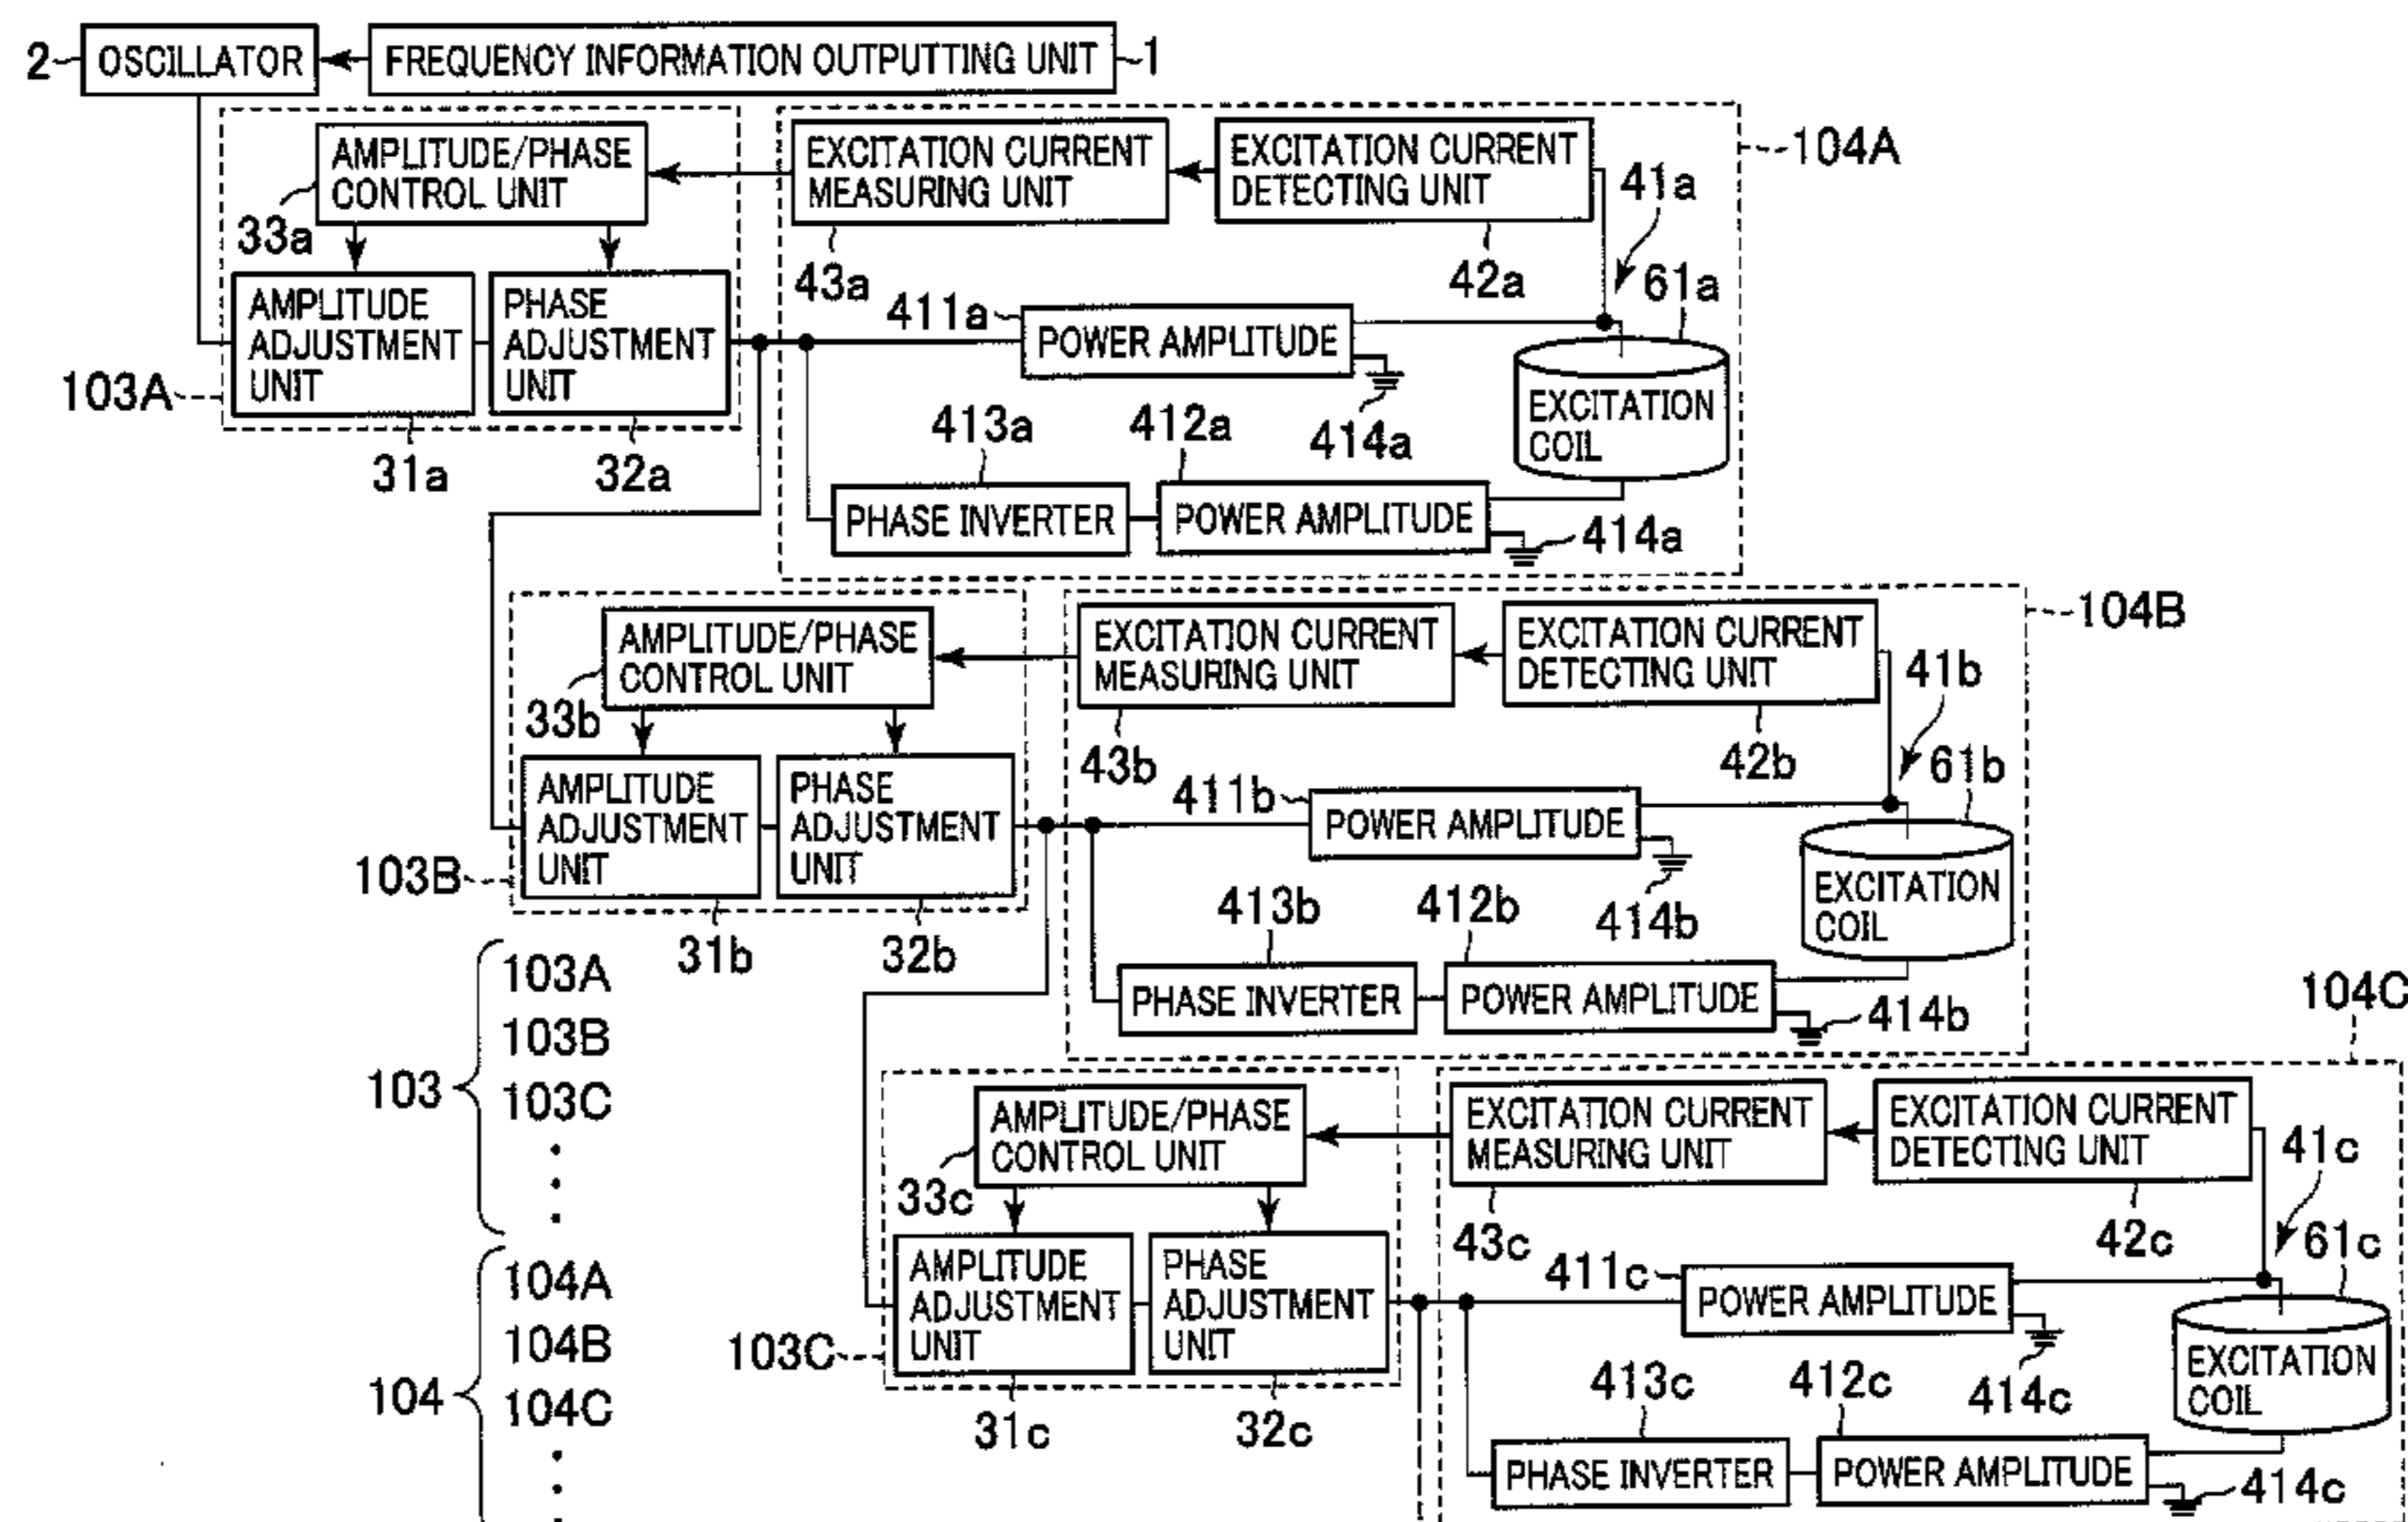 2
OSCILLATOR
FREQUENCY INFORMATION OUTPUTTING UNIT
1
AMPLITUDE/PHASE
CONTROL UNIT
33a
EXCITATION CURRENT
MEASURING UNIT
43a
EXCITATION CURRENT
DETECTING UNIT
42a
104A
41a
61a
AMPLITUDE
ADJUSTMENT
UNIT
PHASE
ADJUSTMENT
UNIT
411a
POWER AMPLITUDE
414a
EXCITATION
COIL
103A
31a
32a
413a
412a
PHASE INVERTER
POWER AMPLITUDE
414a
AMPLITUDE/PHASE
CONTROL UNIT
33b
EXCITATION CURRENT
MEASURING UNIT
43b
EXCITATION CURRENT
DETECTING UNIT
42b
104B
41b
61b
AMPLITUDE
ADJUSTMENT
UNIT
PHASE
ADJUSTMENT
UNIT
411b
POWER AMPLITUDE
414b
EXCITATION
COIL
103B
31b
32b
413b
412b
PHASE INVERTER
POWER AMPLITUDE
414b
103
103A
103B
103C
104
104A
104B
104C
104C
AMPLITUDE/PHASE
CONTROL UNIT
33c
EXCITATION CURRENT
MEASURING UNIT
43c
EXCITATION CURRENT
DETECTING UNIT
42c
41c
61c
AMPLITUDE
ADJUSTMENT
UNIT
PHASE
ADJUSTMENT
UNIT
411c
POWER AMPLITUDE
414c
EXCITATION
COIL
103C
31c
32c
413c
412c
PHASE INVERTER
POWER AMPLITUDE
414c